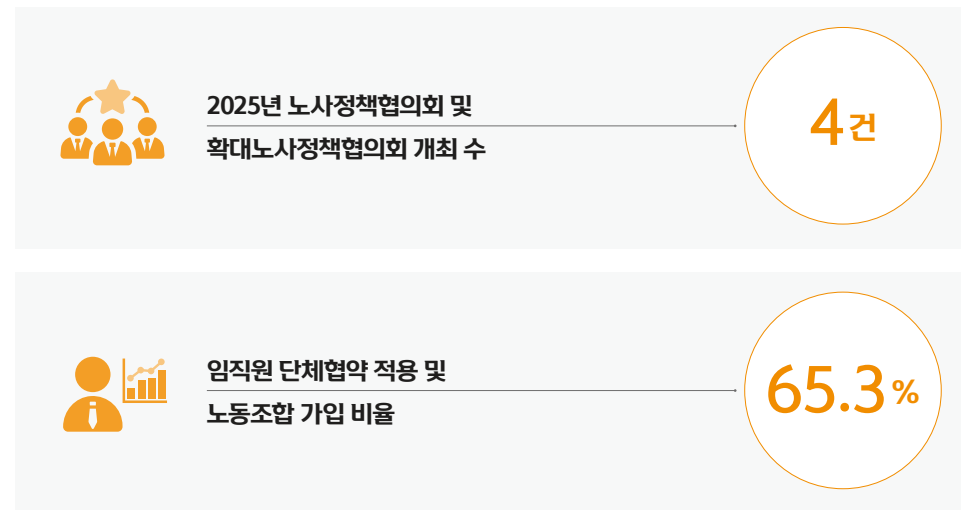 2025년 노사정책협의회 및
확대노사정책협의회 개최 수
4건
임직원 단체협약 적용 및
노동조합 가입 비율
65.3%